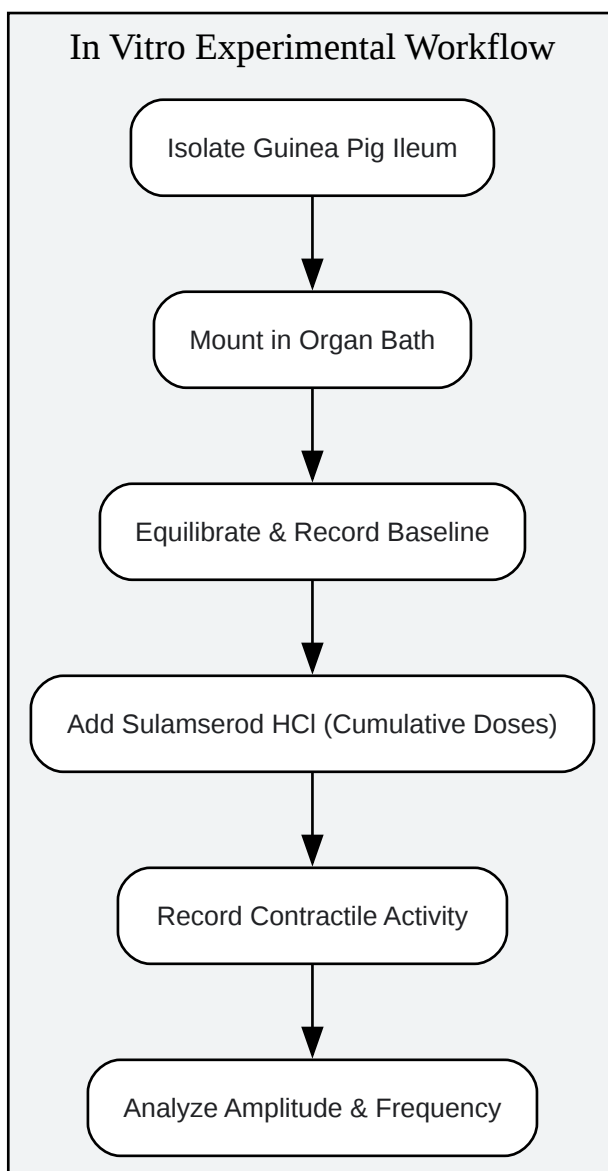 In Vitro Experimental Workflow
Isolate Guinea Pig Ileum
Mount in Organ Bath
Equilibrate & Record Baseline
Add Sulamserod HCl (Cumulative Doses)
Record Contractile Activity
Analyze Amplitude & Frequency